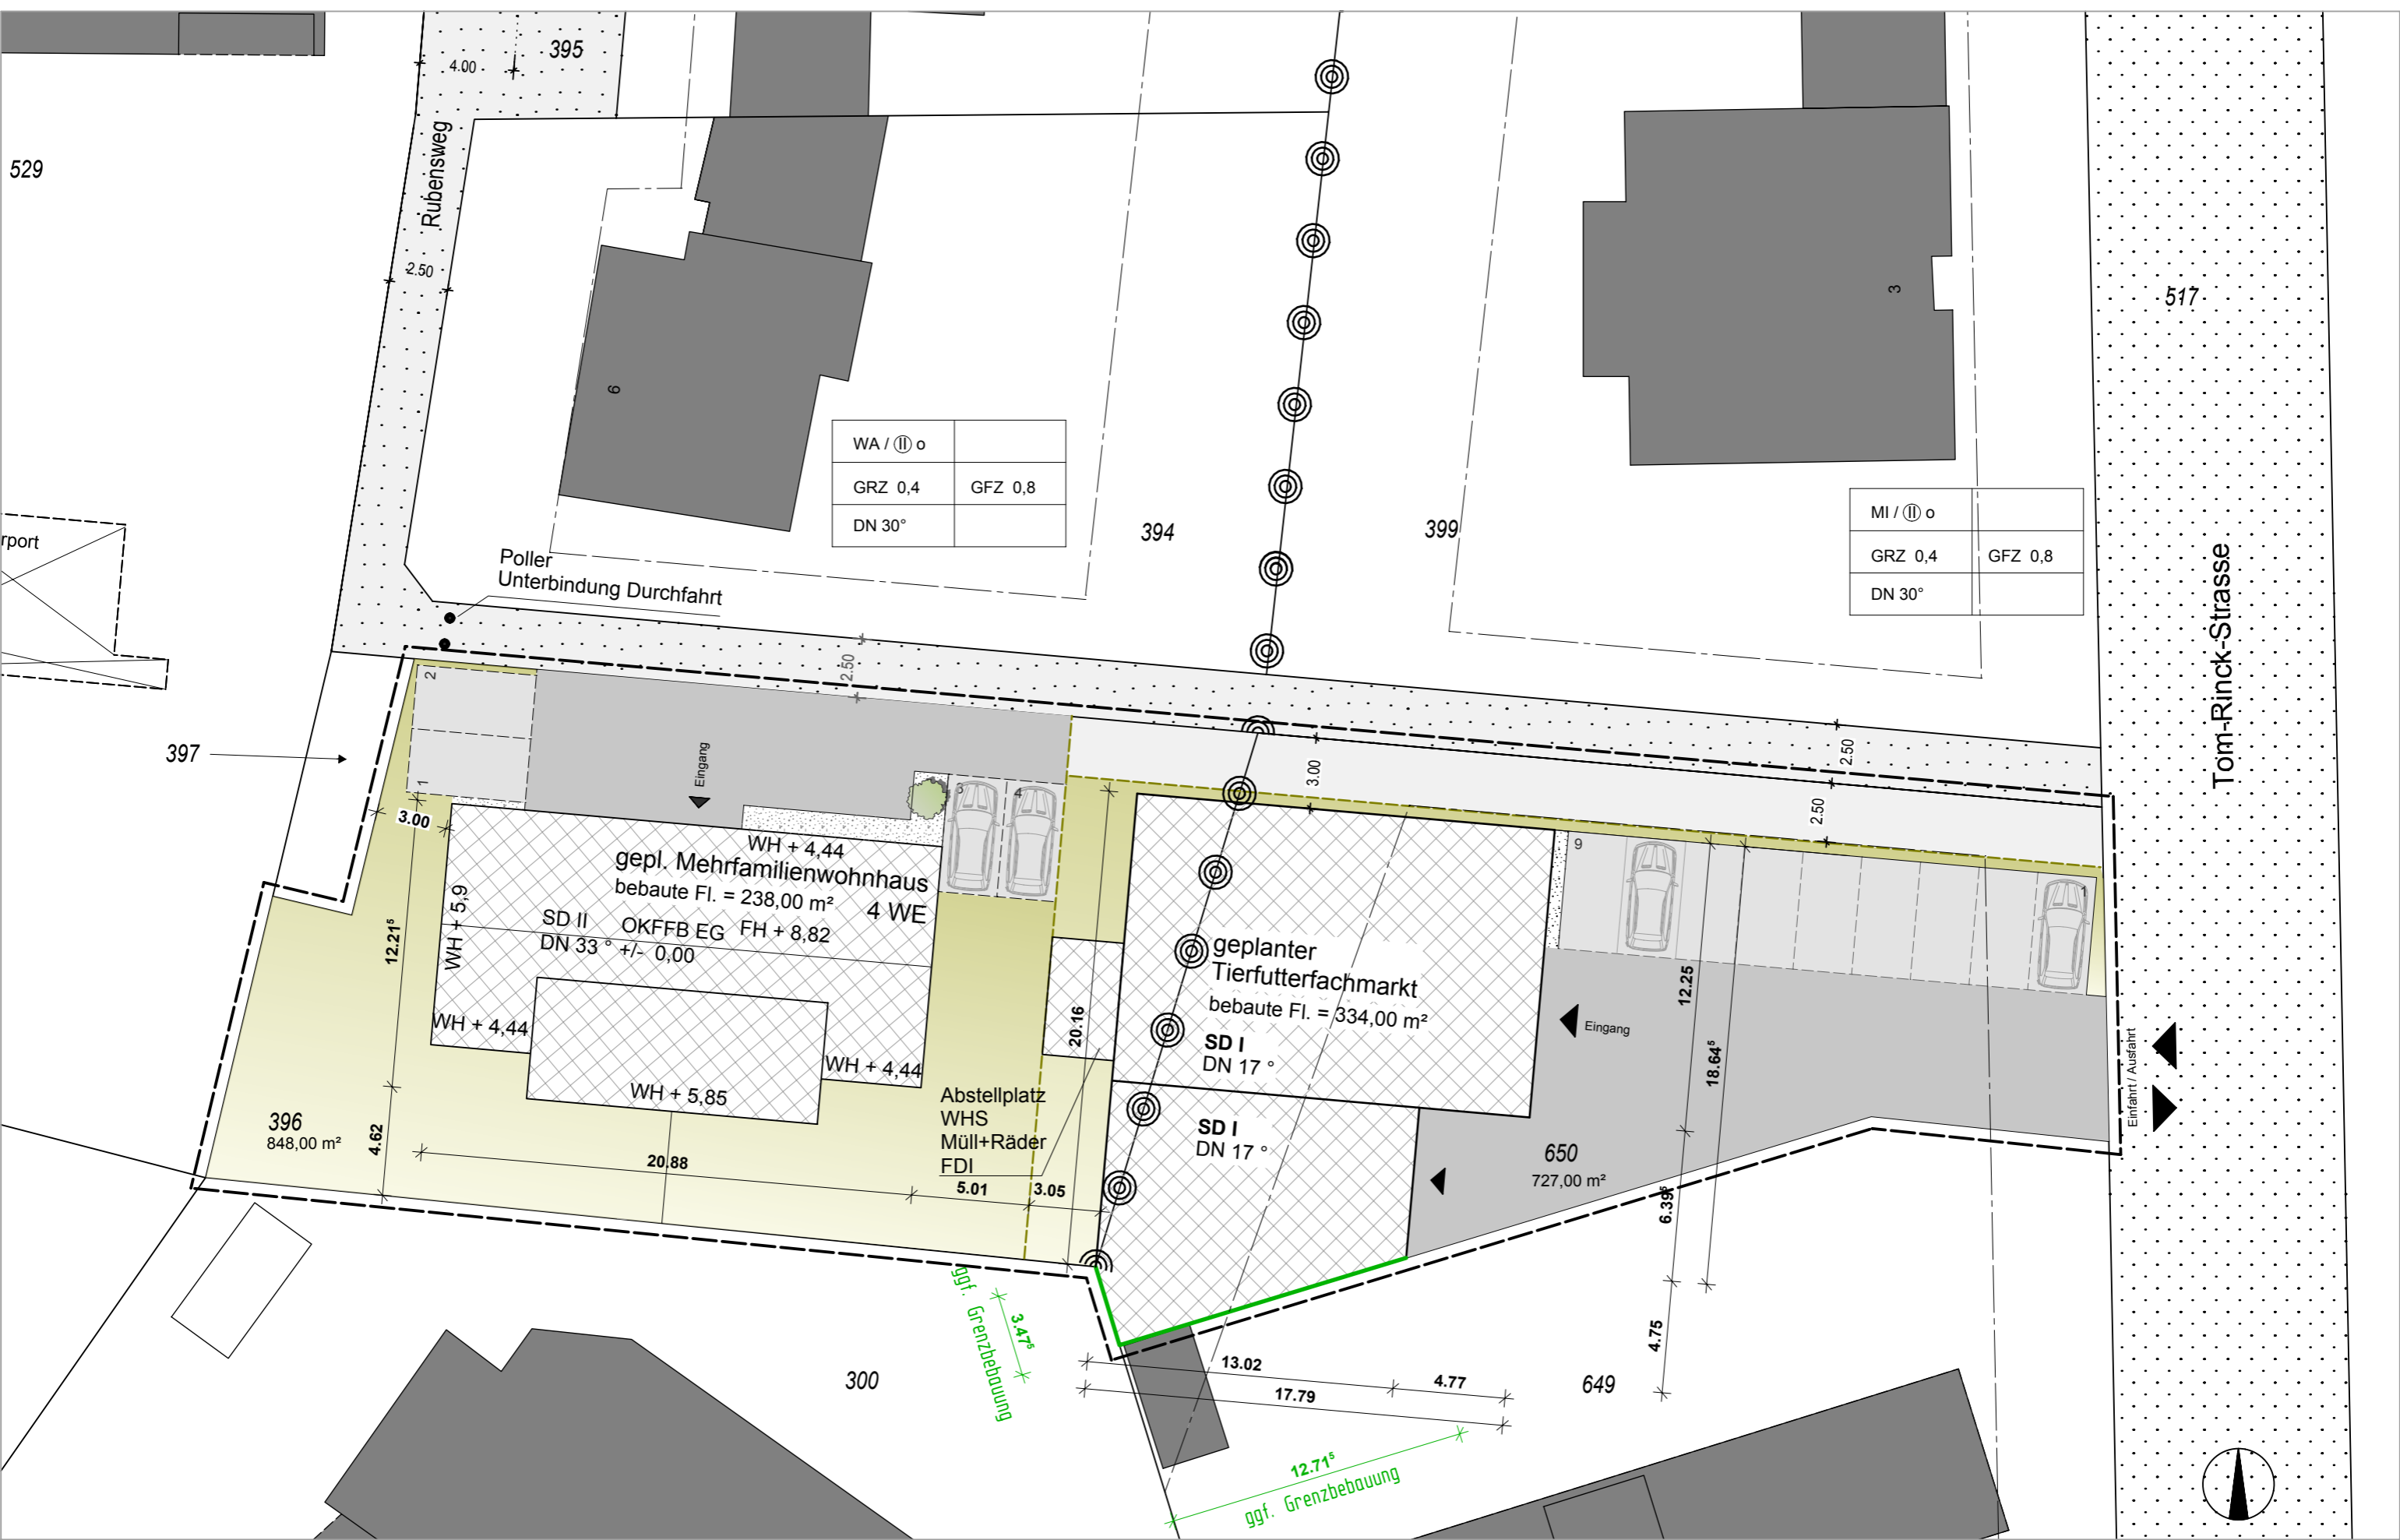 395
4.00
Rubensweg
529
2.50
6
3
517
WA / II o
GRZ 0,4 GFZ 0,8
DN 30°
394
399
MI / II o
GRZ 0,4 GFZ 0,8
DN 30°
rport
Poller
Unterbindung Durchfahrt
Tom-Rinck-Strasse
2.50
2
1
397
Eingang
3
4
3.00
2.50
2.50
3.00
WH + 4,44
gepl. Mehrfamilienwohnhaus
bebaute Fl. = 238,00 m²
4 WE
WH + 5,9
SD II OKFFB EG FH + 8,82
DN 33 ° +/- 0,00
12.21⁵
9
1
geplanter
Tierfutterfachmarkt
bebaute Fl. = 334,00 m²
SD I
DN 17 °
Eingang
12.25
18.64⁵
20.16
WH + 4,44
WH + 4,44
WH + 5,85
Abstellplatz
WHS
Müll+Räder
FDI
Einfahrt / Ausfahrt
396
848,00 m²
4.62
20.88
5.01
3.05
SD I
DN 17 °
650
727,00 m²
6.39⁵
4.75
ggf. Grenzbebauung
3.47⁵
300
13.02
4.77
17.79
649
12.71⁵
ggf. Grenzbebauung